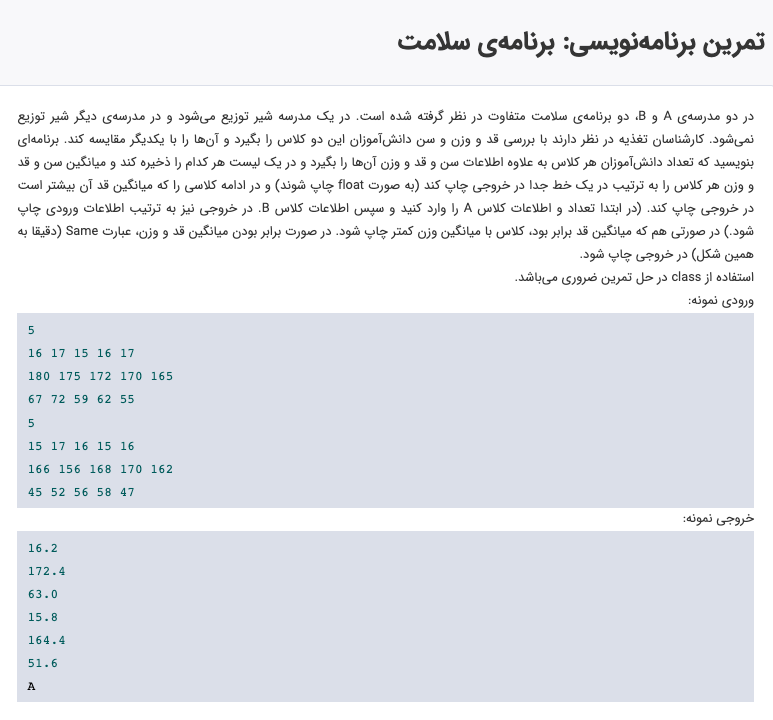 تمرین برنامه‌نویسی: برنامه‌ی سلامت
در دو مدرسه‌ی A و B، دو برنامه‌ی سلامت متفاوت در نظر گرفته شده است. در یک مدرسه شیر توزیع می‌شود و در مدرسه‌ی دیگر شیر توزیع
نمی‌شود. کارشناسان تغذیه در نظر دارند با بررسی قد و وزن و سن دانش‌آموزان این دو کلاس را بگیرد و آن‌ها را با یکدیگر مقایسه کند. برنامه‌ای
بنویسید که تعداد دانش‌آموزان هر کلاس به علاوه اطلاعات سن و قد و وزن آن‌ها را بگیرد و در یک لیست هر کدام را ذخیره کند و میانگین سن و قد
و وزن هر کلاس را به ترتیب در یک خط جدا در خروجی چاپ کند (به صورت float چاپ شوند) و در ادامه کلاسی را که میانگین قد آن بیشتر است
در خروجی چاپ کند. (در ابتدا تعداد و اطلاعات کلاس A را وارد کنید و سپس اطلاعات کلاس B. در خروجی نیز به ترتیب اطلاعات ورودی چاپ
شود.) در صورتی هم که میانگین قد برابر بود، کلاس با میانگین وزن کمتر چاپ شود. در صورت برابر بودن میانگین قد و وزن، عبارت Same (دقیقا به
همین شکل) در خروجی چاپ شود.
استفاده از class در حل تمرین ضروری می‌باشد.
ورودی نمونه:
5
16 17 15 16 17
180 175 172 170 165
67 72 59 62 55
5
15 17 16 15 16
166 156 168 170 162
45 52 56 58 47
خروجی نمونه:
16.2
172.4
63.0
15.8
164.4
51.6
A